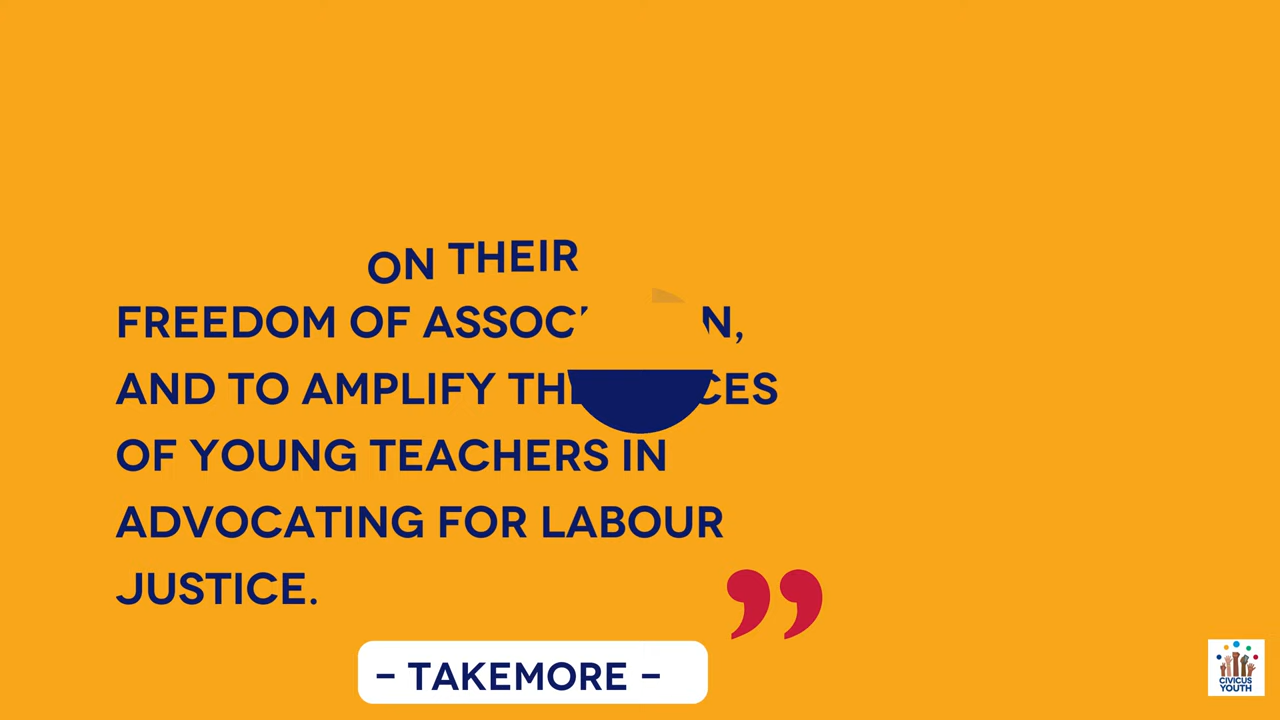 ON THEIR
FREEDOM OF
AND TO AMPLIFY
OF YOUNG TEACHERS IN
ADVOCATING FOR LABOUR
JUSTICE.
”
– TAKEMORE –
CIVICUS
YOUTH